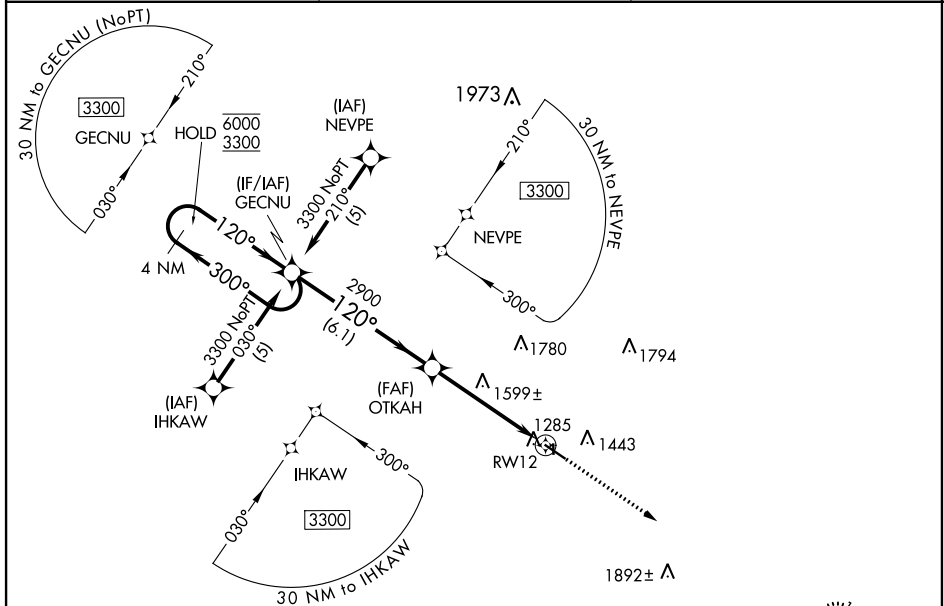 30 NM to GECNU (NoPT)
210°
3300
GECNU
030°
HOLD
6000
3300
(IAF)
NEVPE
1973
210°
3300
30 NM to NEVPE
NEVPE
300°
(IF/IAF)
GECNU
3300 NoPT
210°
(5)
120°
4 NM
300°
2900
120°
(6.1)
3300 NoPT
030°
(5)
(IAF)
IHKAW
1780
1794
(FAF)
OTKAH
1599±
1285
1443
RW12
IHKAW
300°
030°
3300
30 NM to IHKAW
1892±